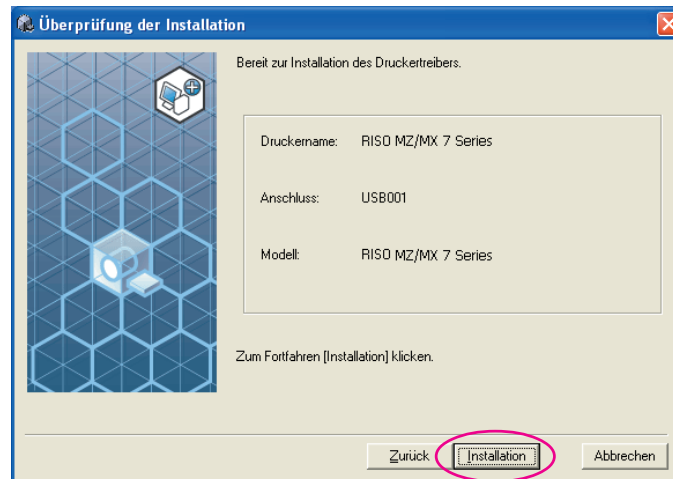 Überprüfung der Installation
Bereit zur Installation des Druckertreibers.
Druckername: RISO MZ/MX 7 Series
Anschluss: USB001
Modell: RISO MZ/MX 7 Series
Zum Fortfahren [Installation] klicken.
Zurück Installation Abbrechen